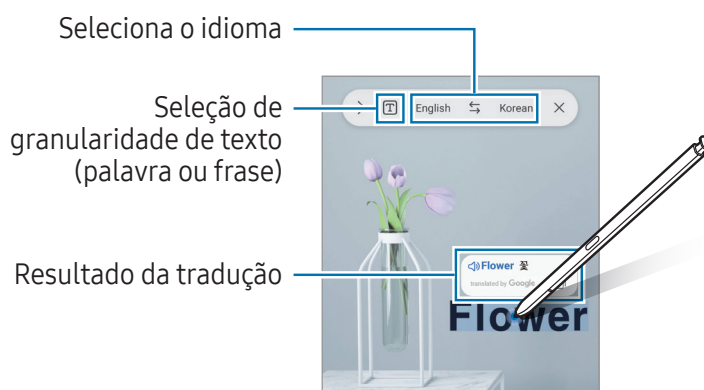 Seleciona o idioma
Seleção de
granularidade de texto
(palavra ou frase)
Resultado da tradução
T English Korean
Flower 꽃
translated by Google
Flower